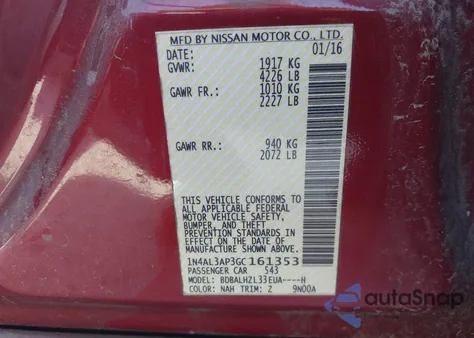 MFD BY NISSAN MOTOR CO., LTD.
DATE: 01/16
GVWR: 1917 KG
4226 LB
GAWR FR.: 1010 KG
2227 LB
GAWR RR.: 940 KG
2072 LB
THIS VEHICLE CONFORMS TO
ALL APPLICABLE FEDERAL
MOTOR VEHICLE SAFETY,
BUMPER, AND THEFT
PREVENTION STANDARDS IN
EFFECT ON THE DATE OF
MANUFACTURE SHOWN ABOVE.
1N4AL3AP3GC161353
PASSENGER CAR 543
MODEL: BDBALHZL33EUA----H
COLOR: NAH TRIM: Z 9N00A
autoSnap